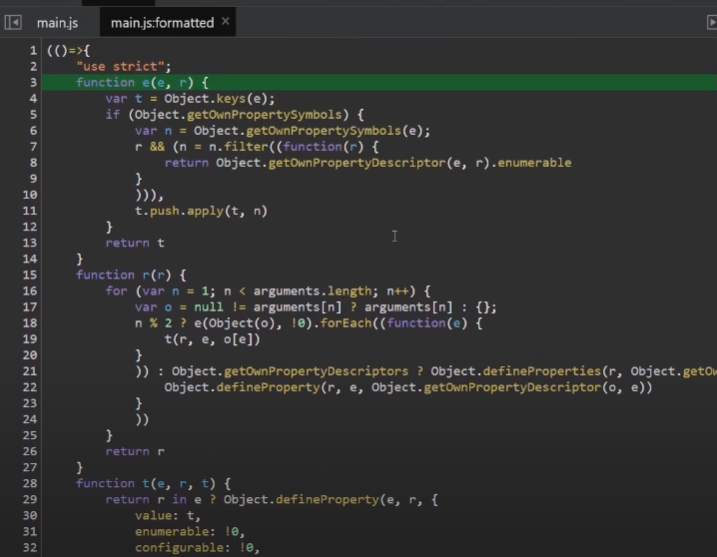 main.js main.js:formatted ×
1 (()=>{
2     "use strict";
3     function e(e, r) {
4         var t = Object.keys(e);
5         if (Object.getOwnPropertySymbols) {
6             var n = Object.getOwnPropertySymbols(e);
7             r && (n = n.filter((function(r) {
8                 return Object.getOwnPropertyDescriptor(e, r).enumerable
9             }
10             ))),
11             t.push.apply(t, n)
12         }
13         return t
14     }
15     function r(r) {
16         for (var n = 1; n < arguments.length; n++) {
17             var o = null != arguments[n] ? arguments[n] : {};
18             n % 2 ? e(Object(o), !0).forEach((function(e) {
19                 t(r, e, o[e])
20             }
21             )) : Object.getOwnPropertyDescriptors ? Object.defineProperties(r, Object.getOw
22                 Object.defineProperty(r, e, Object.getOwnPropertyDescriptor(o, e))
23             }
24             ))
25         }
26         return r
27     }
28     function t(e, r, t) {
29         return r in e ? Object.defineProperty(e, r, {
30             value: t,
31             enumerable: !0,
32             configurable: !0,